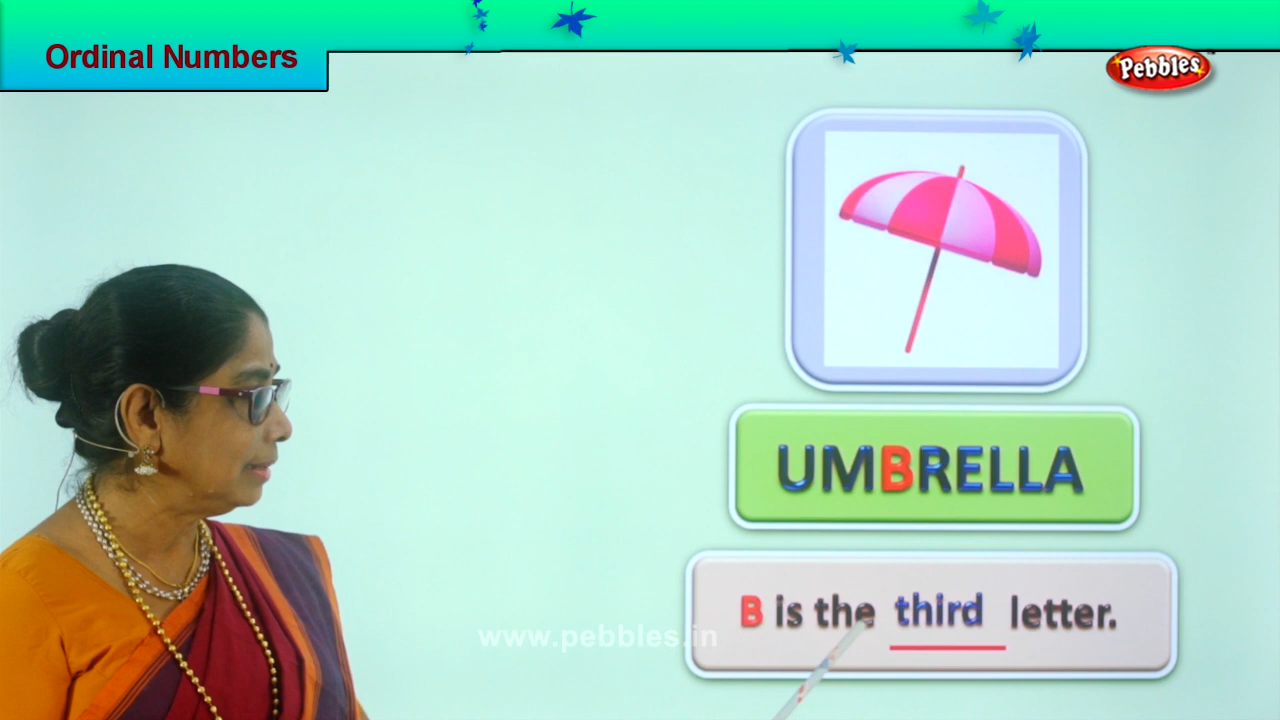 Ordinal Numbers
Pebbles
UMBRELLA
B is the third letter.
www.pebbles.in